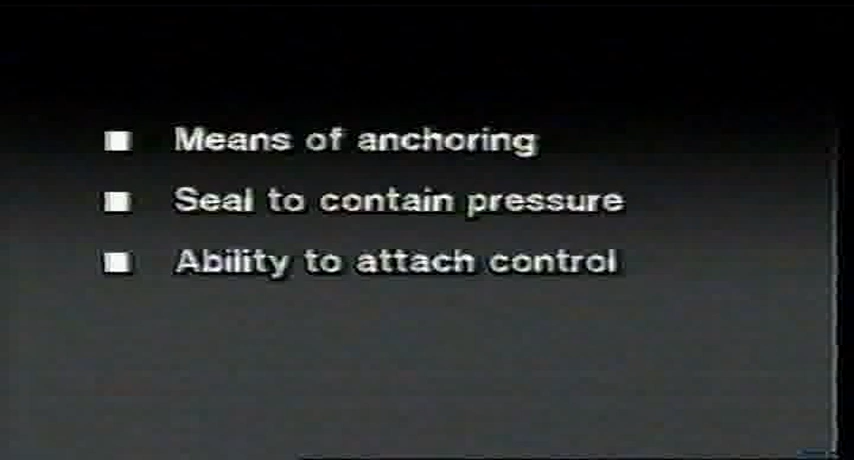 Means of anchoring
Seal to contain pressure
Ability to attach control